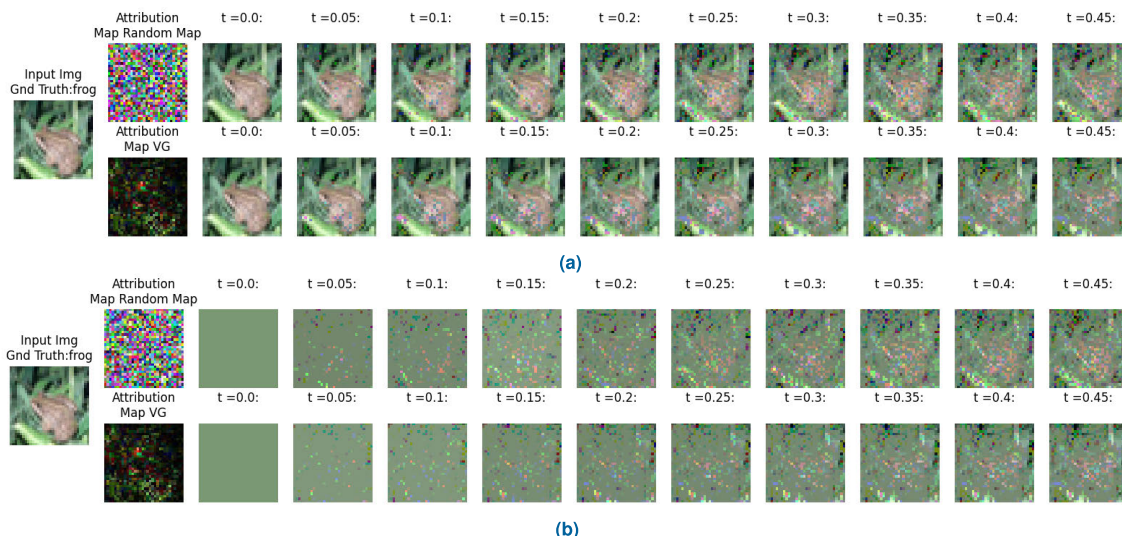 Attribution
Map Random Map
t =0.0: t =0.05: t =0.1: t =0.15: t =0.2: t =0.25: t =0.3: t =0.35: t =0.4: t =0.45:
Input Img
Gnd Truth:frog
Attribution
Map VG
t =0.0: t =0.05: t =0.1: t =0.15: t =0.2: t =0.25: t =0.3: t =0.35: t =0.4: t =0.45:
(a)
Attribution
Map Random Map
t =0.0: t =0.05: t =0.1: t =0.15: t =0.2: t =0.25: t =0.3: t =0.35: t =0.4: t =0.45:
Input Img
Gnd Truth:frog
Attribution
Map VG
t =0.0: t =0.05: t =0.1: t =0.15: t =0.2: t =0.25: t =0.3: t =0.35: t =0.4: t =0.45:
(b)